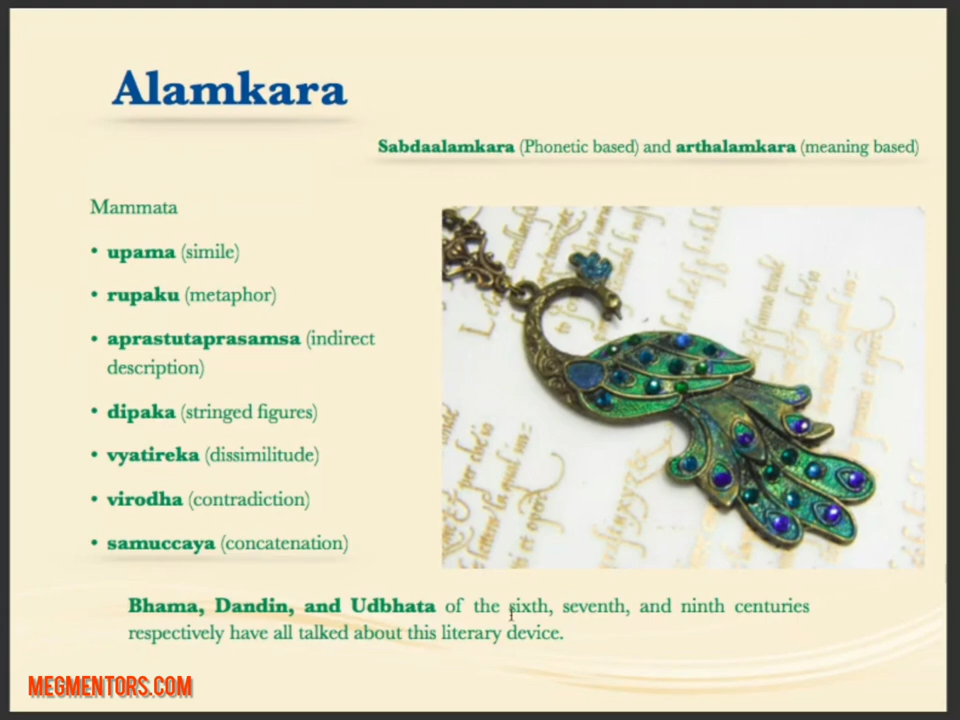 Alamkara
Sabdaalamkara (Phonetic based) and arthalamkara (meaning based)
Mammata
• upama (simile)
• rupaku (metaphor)
• aprastutaprasamsa (indirect
description)
• dipaka (stringed figures)
• vyatireka (dissimilitude)
• virodha (contradiction)
• samuccaya (concatenation)
Bhama, Dandin, and Udbhata of the sixth, seventh, and ninth centuries
respectively have all talked about this literary device.
MEGMENTORS.COM